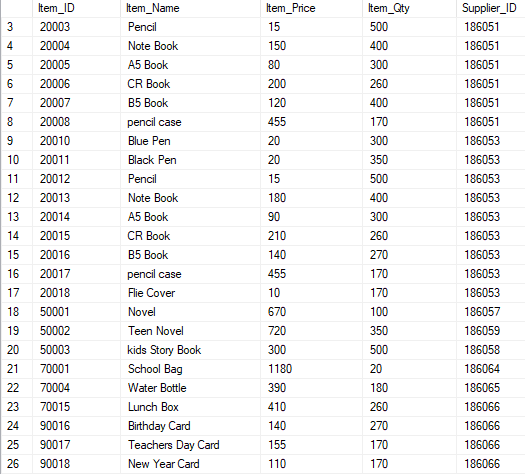 Item_ID Item_Name Item_Price Item_Qty Supplier_ID
3 20003 Pencil 15 500 186051
4 20004 Note Book 150 400 186051
5 20005 A5 Book 80 300 186051
6 20006 CR Book 200 260 186051
7 20007 B5 Book 120 400 186051
8 20008 pencil case 455 170 186051
9 20010 Blue Pen 20 300 186053
10 20011 Black Pen 20 350 186053
11 20012 Pencil 15 500 186053
12 20013 Note Book 180 400 186053
13 20014 A5 Book 90 300 186053
14 20015 CR Book 210 260 186053
15 20016 B5 Book 140 270 186053
16 20017 pencil case 455 170 186053
17 20018 Flie Cover 10 170 186053
18 50001 Novel 670 100 186057
19 50002 Teen Novel 720 350 186059
20 50003 kids Story Book 300 500 186058
21 70001 School Bag 1180 20 186064
22 70004 Water Bottle 390 180 186065
23 70015 Lunch Box 410 260 186066
24 90016 Birthday Card 140 270 186066
25 90017 Teachers Day Card 155 170 186066
26 90018 New Year Card 110 170 186066